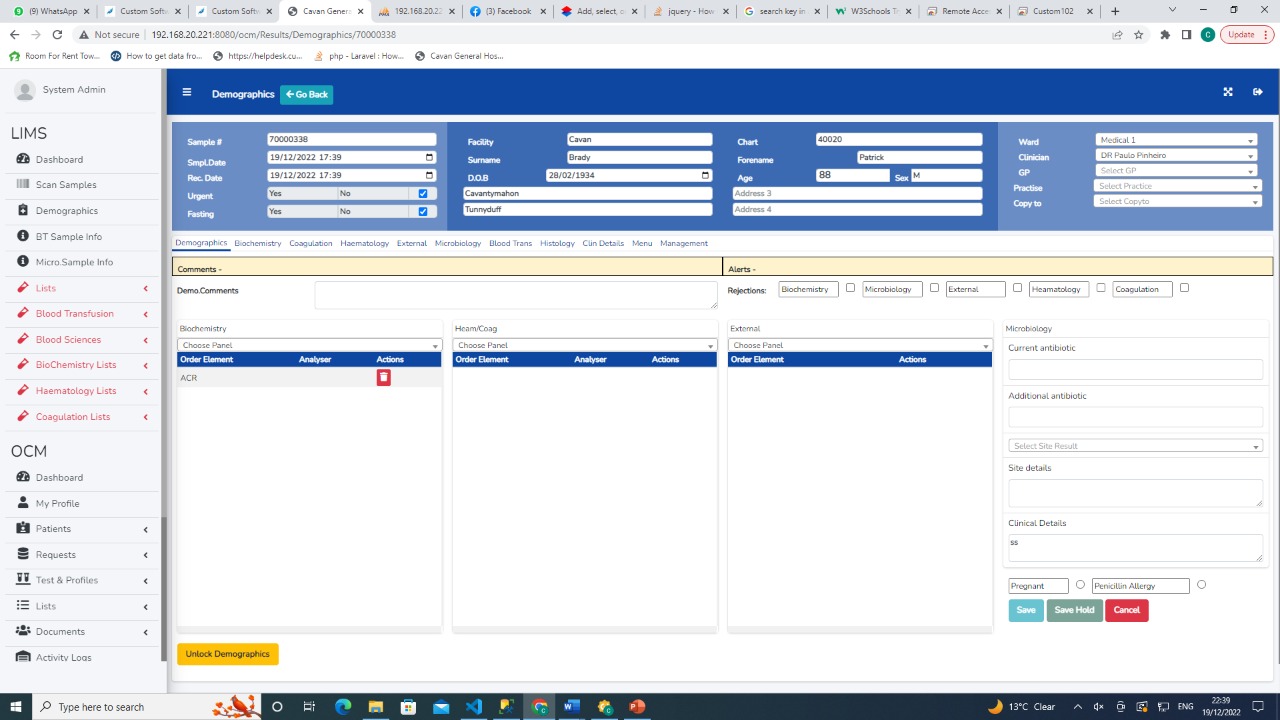 (9) WhatsApp
Custom Softw
Custom Softw
Cavan Genera
192.168.20.22
(3) Facebook
Add, select, o
jquery - How
search key in
W3Schools T
Remote Acce
Custom102
Not secure | 192.168.20.221:8080/ocm/Results/Demographics/70000338
C
Update
Room For Rent Tow...
How to get data fro...
https://helpdesk.cu...
php - Laravel : How...
Cavan General Hos...
System Admin
Demographics
Go Back
LIMS
Dashboard
Scan Samples
Demographics
BT Sample Info
Micro.Sample Info
Lists
Blood Transfusion
Blood Sciences
BioChemistry Lists
Haematology Lists
Coagulation Lists
OCM
Dashboard
My Profile
Patients
Requests
Test & Profiles
Lists
Documents
Activity Logs
Sample # 70000338
Smpl.Date 19/12/2022 17:39
Rec. Date 19/12/2022 17:39
Urgent Yes No
Fasting Yes No
Facility Cavan
Surname Brady
D.O.B 28/02/1934
Cavantymahon
Tunnyduff
Chart 40020
Forename Patrick
Age 88 Sex M
Address 3
Address 4
Ward Medical 1
Clinician DR Paulo Pinheiro
GP Select GP
Practise Select Practice
Copy to Select Copyto
Demographics Biochemistry Coagulation Haematology External Microbiology Blood Trans Histology Clin Details Menu Management
Comments -
Alerts -
Demo.Comments
Rejections: Biochemistry Microbiology External Heamatology Coagulation
Biochemistry
Choose Panel
Order Element Analyser Actions
ACR
Heam/Coag
Choose Panel
Order Element Analyser Actions
External
Choose Panel
Order Element Actions
Microbiology
Current antibiotic
Additional antibiotic
Select Site Result
Site details
Clinical Details
ss
Pregnant Penicillin Allergy
Save Save Hold Cancel
Unlock Demographics
Type here to search
13°C Clear
ENG
22:39
19/12/2022